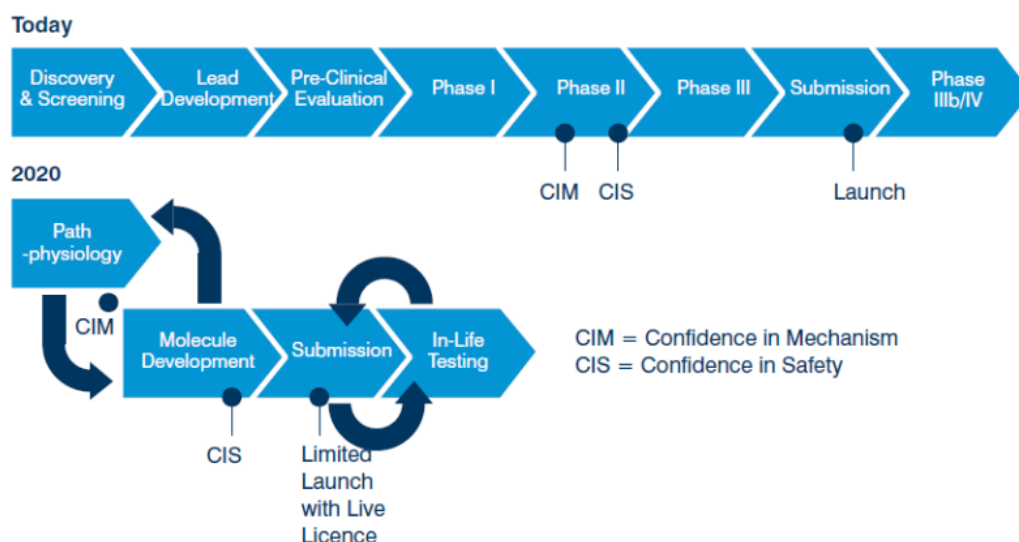 Today
Discovery
& Screening
Lead
Development
Pre-Clinical
Evaluation
Phase I
Phase II
Phase III
Submission
Phase
IIIb/IV
CIM
CIS
Launch
2020
Path
-physiology
CIM
Molecule
Development
Submission
In-Life
Testing
CIM = Confidence in Mechanism
CIS = Confidence in Safety
CIS
Limited
Launch
with Live
Licence